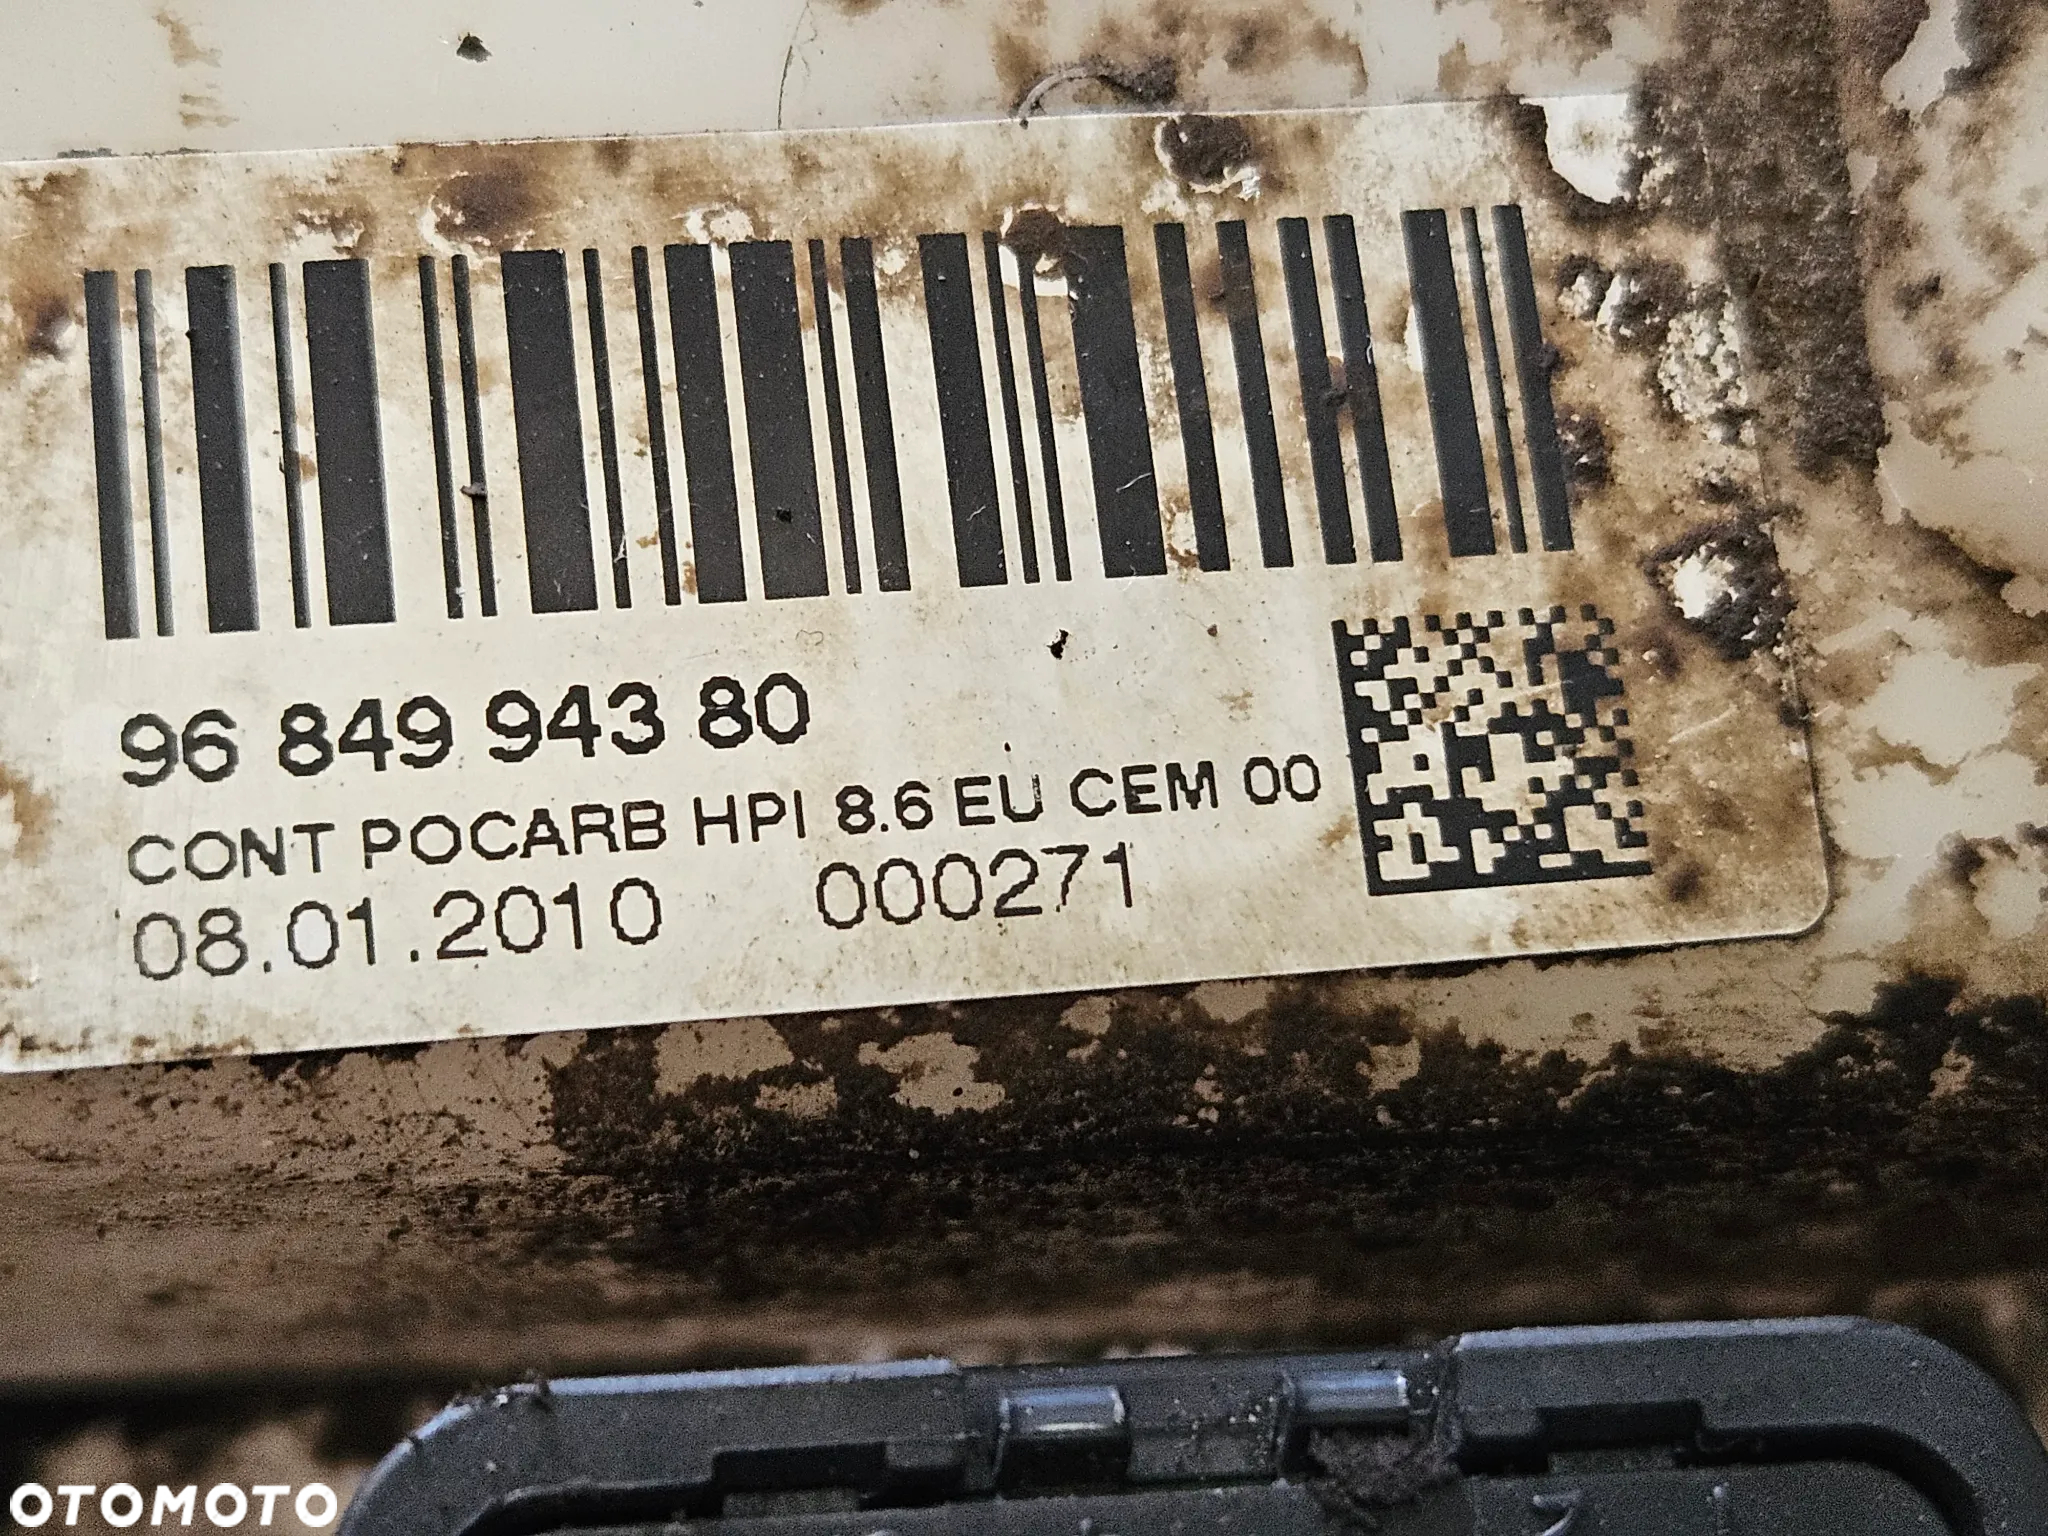 96 849 943 80
CONT POCARB HPI 8.6 EU CEM 00
08.01.2010 000271
OTOMOTO